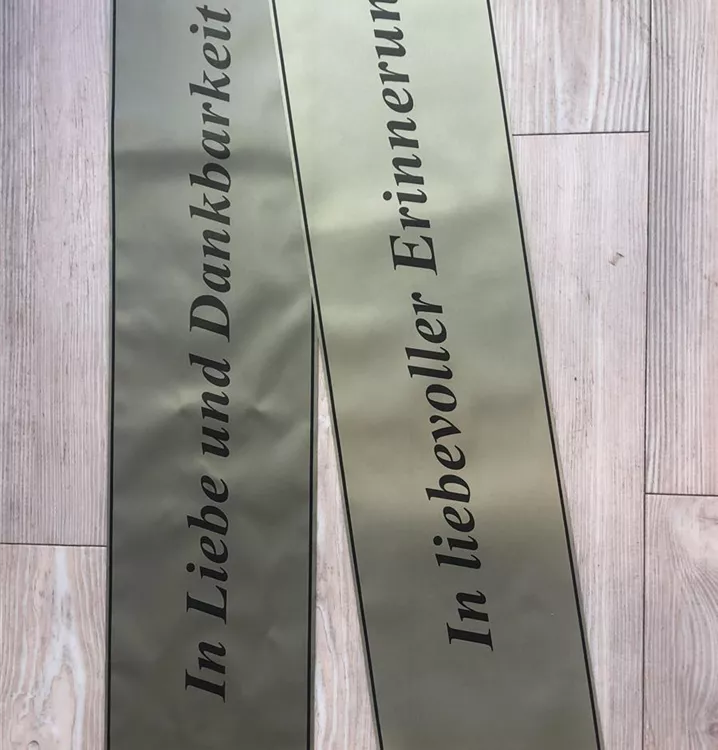 In Liebe und Dankbarkeit
In liebevoller Erinnerun